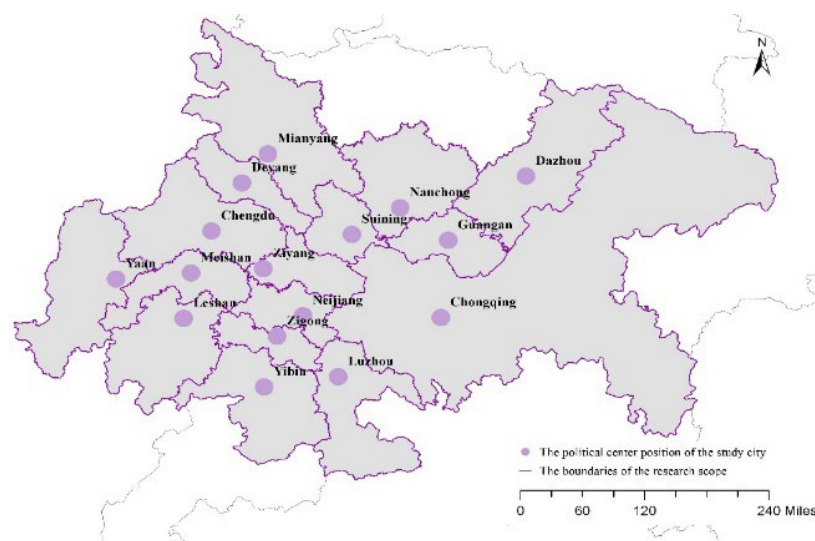 N
Mianyang
Deyang
Dazhou
Nanchong
Chengdu
Suining
Guangan
Yaan
Meishan
Ziyang
Leshan
Neijiang
Chongqing
Zigong
Luzhou
Yibin
The political center position of the study city
The boundaries of the research scope
0 60 120 240 Miles